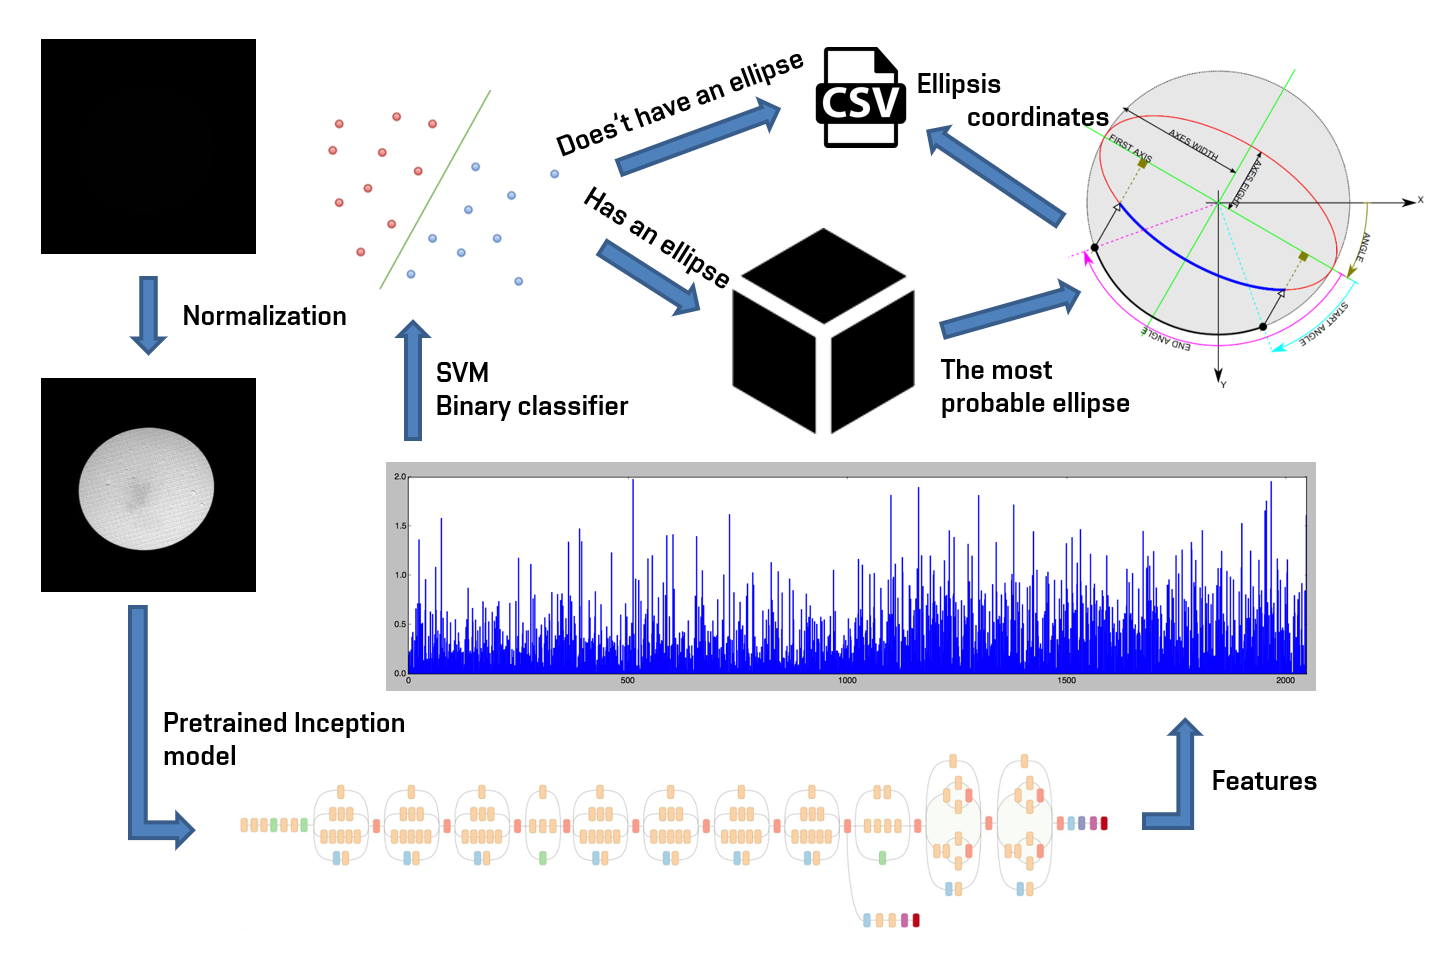 Does't have an ellipse
CSV
Ellipsis
coordinates
FIRST AXIS
AXES WIDTH
AXES EIGHT
X
ANGLE
START ANGLE
END ANGLE
Y
Has an ellipse
Normalization
SVM
Binary classifier
The most
probable ellipse
2.0
1.5
1.0
0.5
0.0
0
500
1000
1500
2000
Pretrained Inception
model
Features